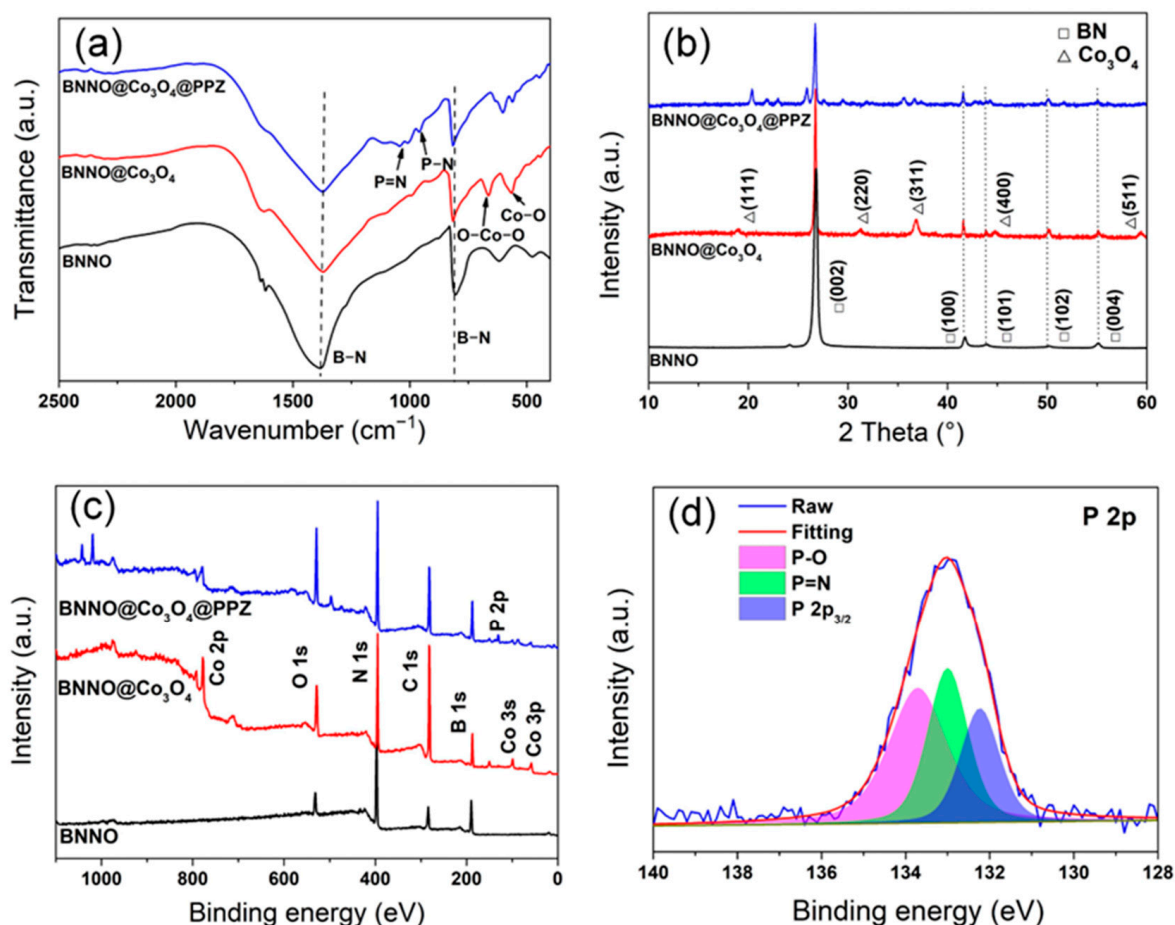 (a)
BNNO@Co₃O₄@PPZ
P=N
P−N
BNNO@Co₃O₄
Co−O
O−Co−O
BNNO
B−N
B−N
Transmittance (a.u.)
2500 2000 1500 1000 500
Wavenumber (cm⁻¹)
(b)
□ BN
△ Co₃O₄
BNNO@Co₃O₄@PPZ
△(111)
△(220)
△(311)
△(400)
△(511)
BNNO@Co₃O₄
□(002)
□(100)
□(101)
□(102)
□(004)
BNNO
Intensity (a.u.)
10 20 30 40 50 60
2 Theta (°)
(c)
BNNO@Co₃O₄@PPZ
P 2p
BNNO@Co₃O₄
Co 2p
O 1s
N 1s
C 1s
B 1s
Co 3s
Co 3p
BNNO
Intensity (a.u.)
1000 800 600 400 200 0
Binding energy (eV)
(d)
Raw
Fitting
P-O
P=N
P 2p₃/₂
P 2p
Intensity (a.u.)
140 138 136 134 132 130 128
Binding energy (eV)